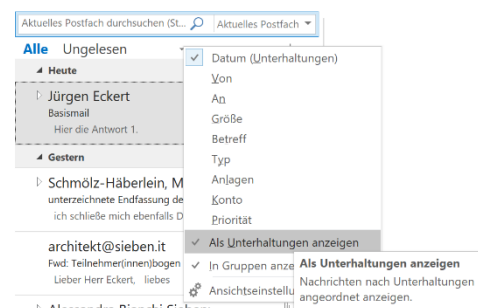 Aktuelles Postfach durchsuchen (St... Aktuelles Postfach
Alle Ungelesen
Heute
Jürgen Eckert
Basismail
Hier die Antwort 1.
Gestern
Schmölz-Häberlein, M
unterzeichnete Endfassung de
ich schließe mich ebenfalls D
architekt@sieben.it
Fwd: Teilnehmer(innen)bogen
Lieber Herr Eckert, liebes
Datum (Unterhaltungen)
Von
An
Größe
Betreff
Typ
Anlagen
Konto
Priorität
Als Unterhaltungen anzeigen
In Gruppen anze
Ansichtseinstellu
Als Unterhaltungen anzeigen
Nachrichten nach Unterhaltungen
angeordnet anzeigen.